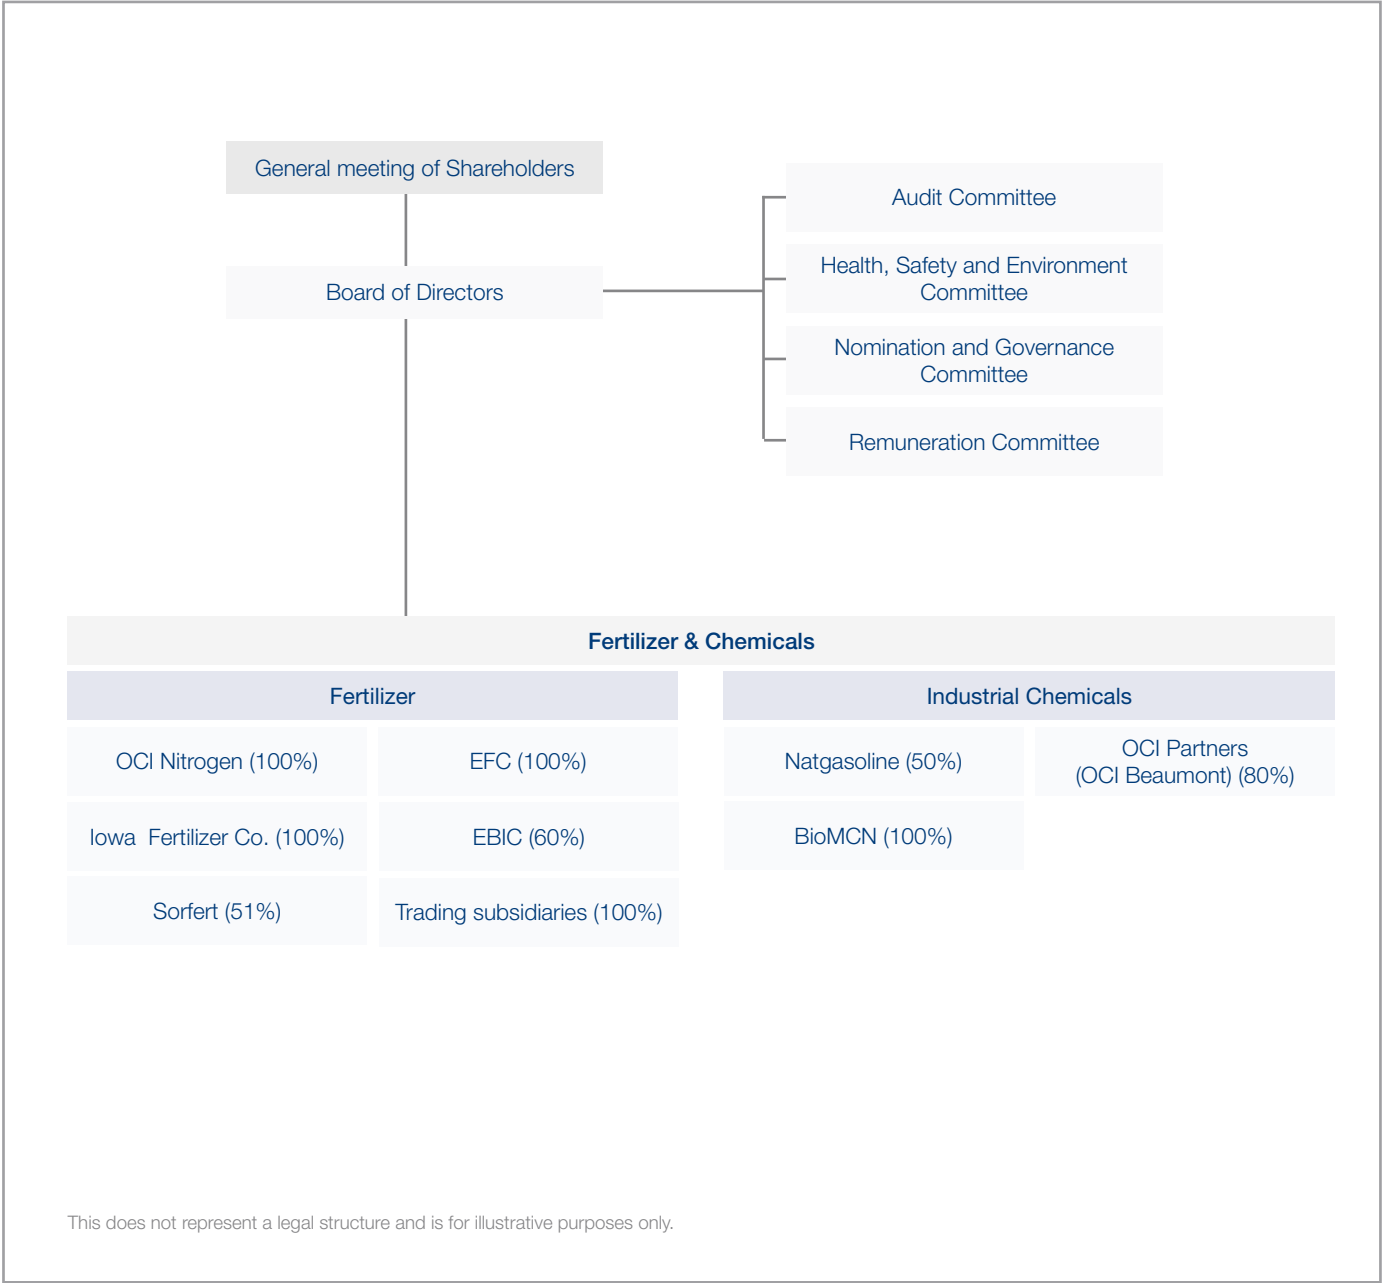 General meeting of Shareholders
Board of Directors
Audit Committee
Health, Safety and Environment
Committee
Nomination and Governance
Committee
Remuneration Committee
Fertilizer & Chemicals
Fertilizer
OCI Nitrogen (100%)
EFC (100%)
Iowa  Fertilizer Co. (100%)
EBIC (60%)
Sorfert (51%)
Trading subsidiaries (100%)
Industrial Chemicals
Natgasoline (50%)
OCI Partners
(OCI Beaumont) (80%)
BioMCN (100%)
This does not represent a legal structure and is for illustrative purposes only.